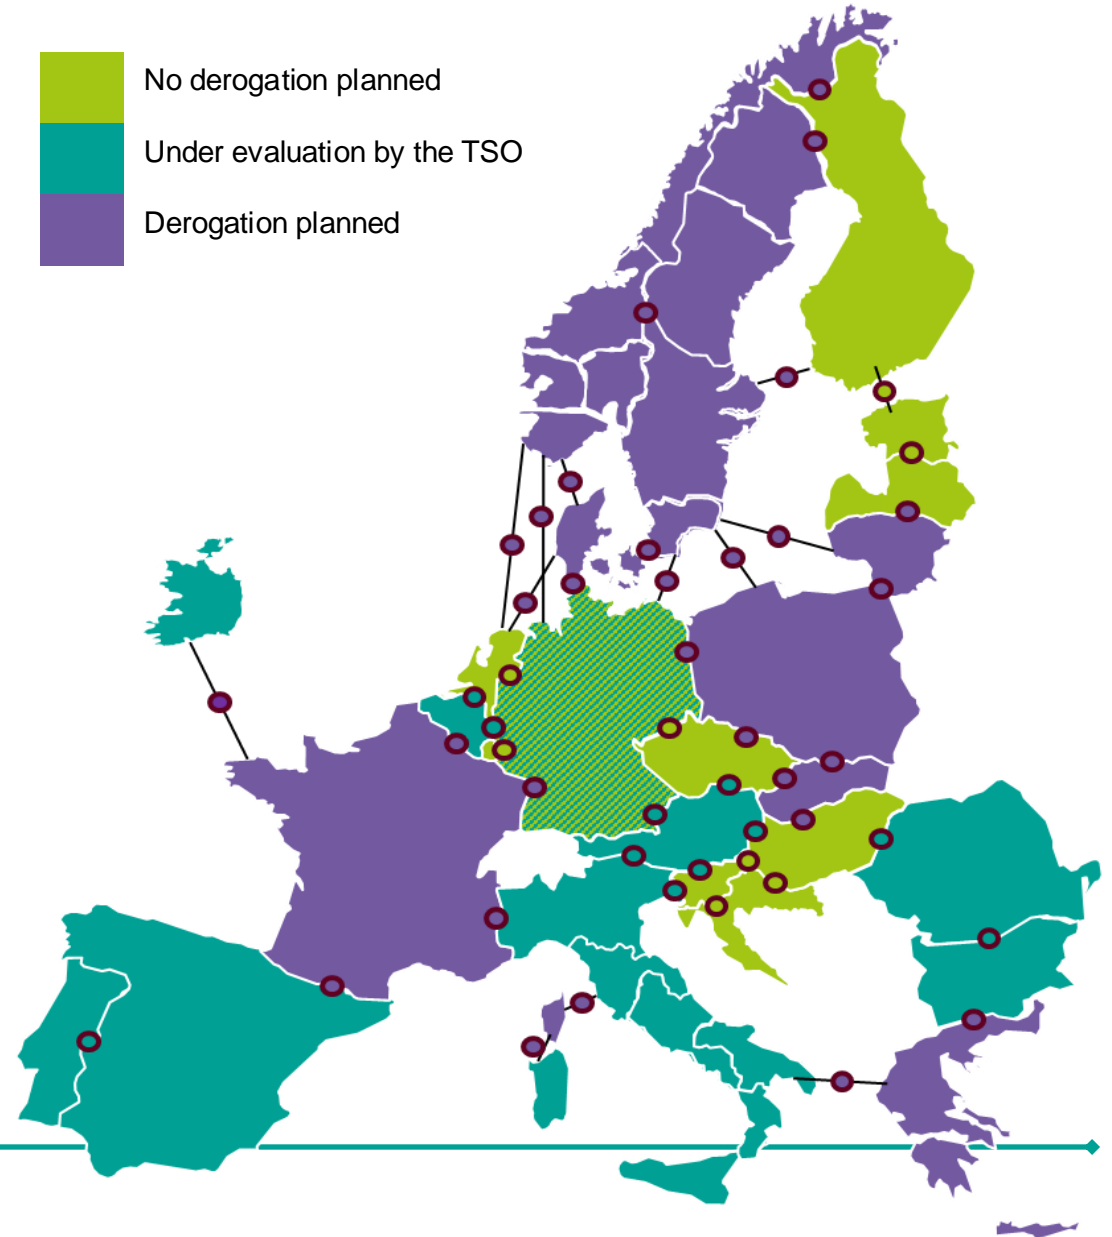 No derogation planned
Under evaluation by the TSO
Derogation planned